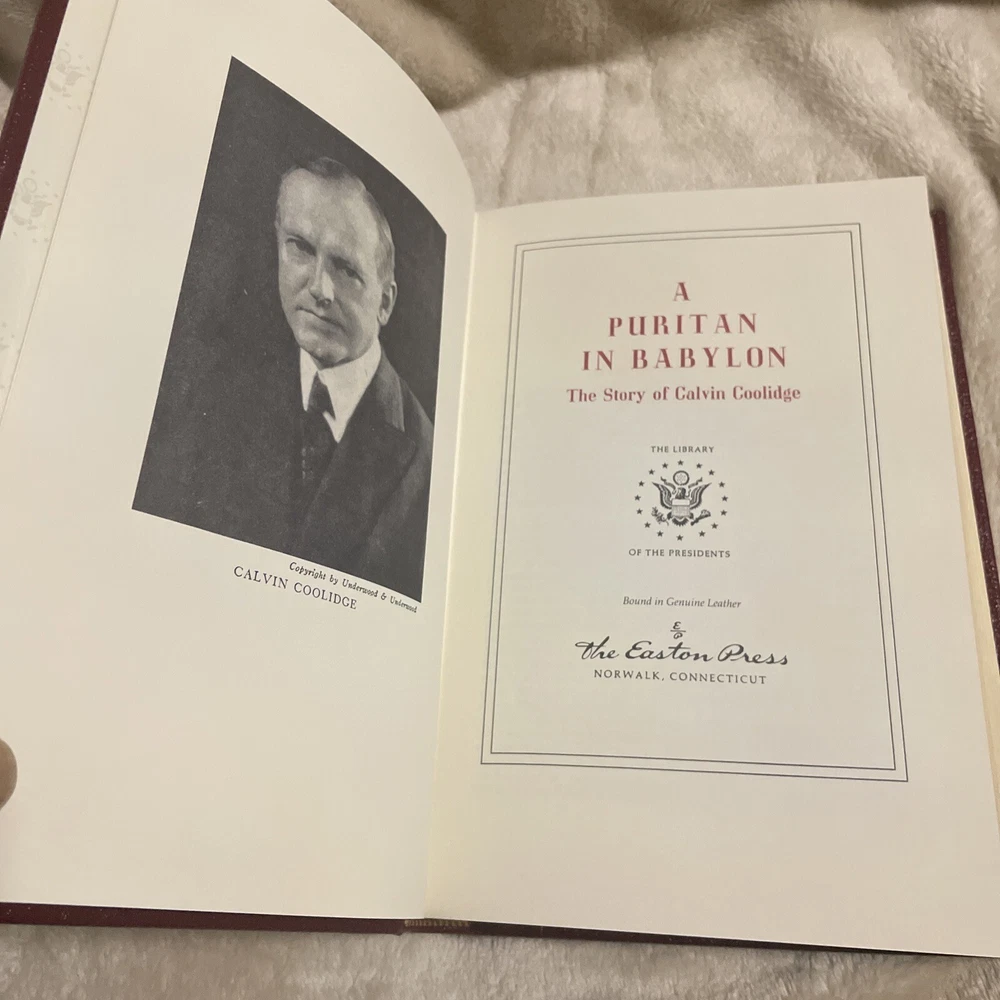 Copyright by Underwood & Underwood
CALVIN COOLIDGE
A
PURITAN
IN BABYLON
The Story of Calvin Coolidge
THE LIBRARY
OF THE PRESIDENTS
Bound in Genuine Leather
E
P
The Easton Press
NORWALK, CONNECTICUT